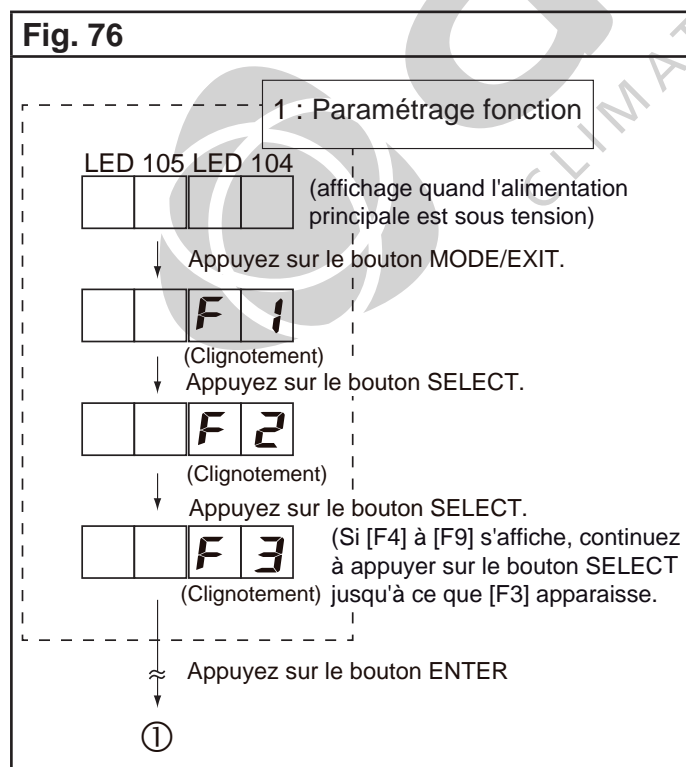 Fig. 76
1 : Paramétrage fonction
LED 105 LED 104
(affichage quand l'alimentation
principale est sous tension)
Appuyez sur le bouton MODE/EXIT.
F 1
(Clignotement)
Appuyez sur le bouton SELECT.
F 2
(Clignotement)
Appuyez sur le bouton SELECT.
F 3
(Si [F4] à [F9] s'affiche, continuez
à appuyer sur le bouton SELECT
(Clignotement) jusqu'à ce que [F3] apparaisse.
Appuyez sur le bouton ENTER
①